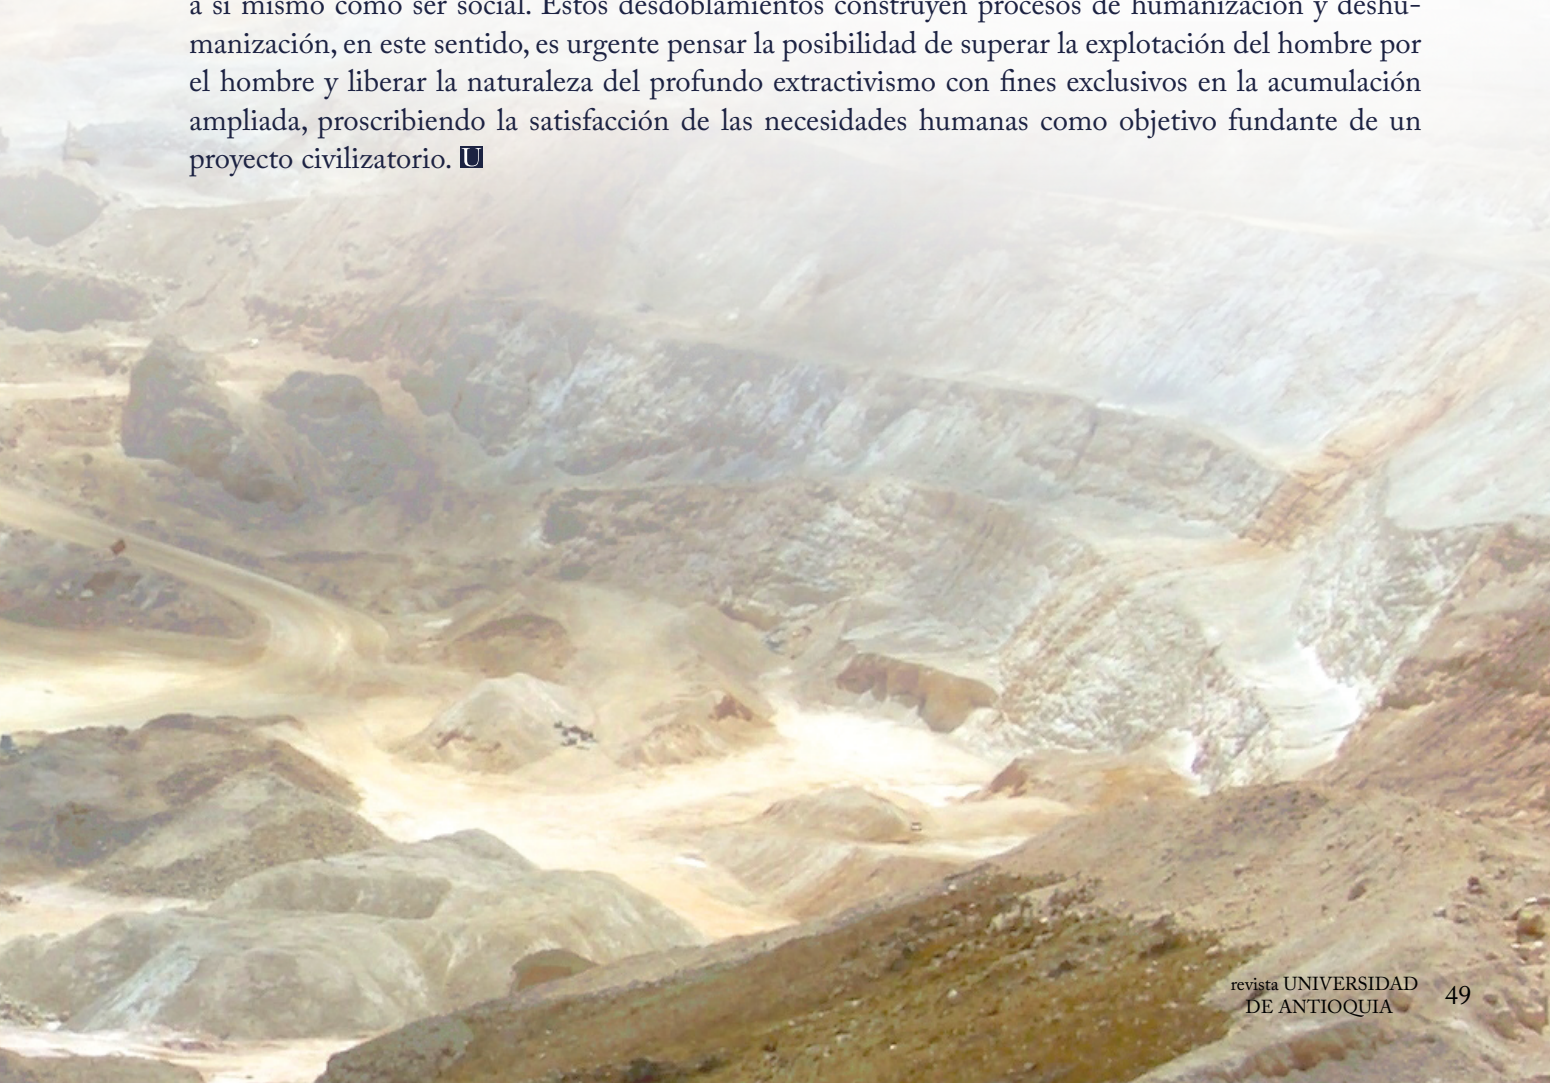 a sí mismo como ser social. Estos desdoblamientos construyen procesos de humanización y deshu-
manización, en este sentido, es urgente pensar la posibilidad de superar la explotación del hombre por
el hombre y liberar la naturaleza del profundo extractivismo con fines exclusivos en la acumulación
ampliada, proscribiendo la satisfacción de las necesidades humanas como objetivo fundante de un
proyecto civilizatorio. U
revista UNIVERSIDAD
DE ANTIOQUIA
49